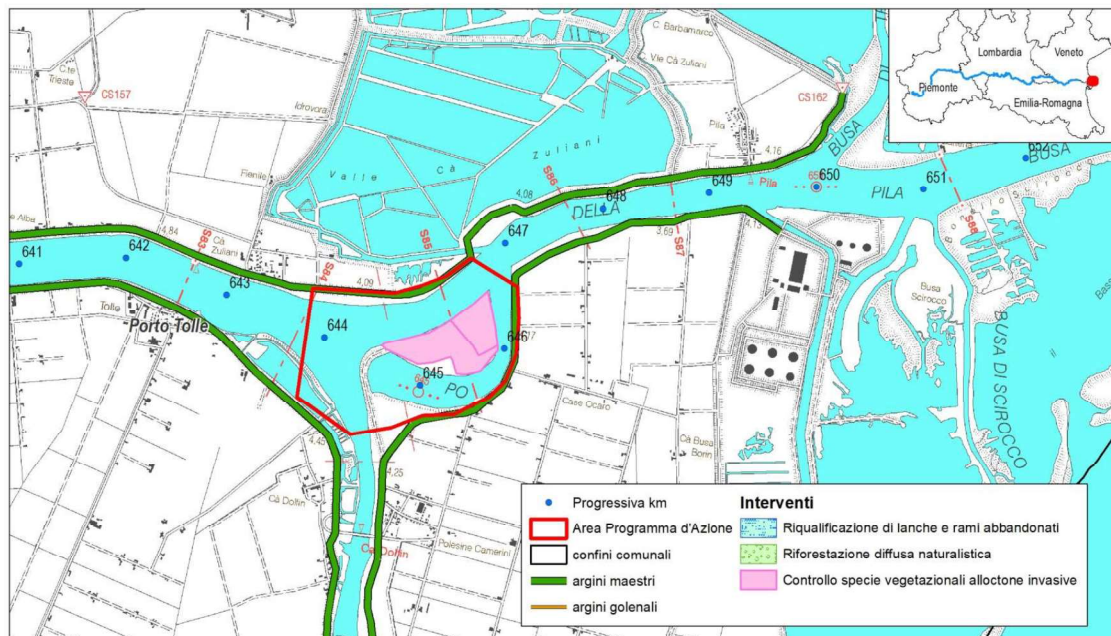 C.te
Trieste
CS157
Idrovora
C. Barbamarco
V.le Cà Zuliani
CS162
Lombardia
Veneto
Piemonte
Emilia-Romagna
Pila
4,16
BUSA
652
BUSA
Fienile
Valle Cà Zuliani
4,08
S86
648
DELLA
649
Pila
650
PILA
651
S88
3,69
S87
4,13
641
4,84
642
S83
Cà
Zuliani
S84
4,09
S85
647
643
Tolle
Porto Tolle
644
646
645
PO
Busa
Scirocco
BUSA DI SCIROCCO
Case Ocaro
Cà Busa
Borin
4,45
4,25
Cà Dolfin
Cà Dolfin
Polesine Camerini
Progressiva km
Area Programma d'Azione
confini comunali
argini maestri
argini golenali
Interventi
Riqualificazione di lanche e rami abbandonati
Riforestazione diffusa naturalistica
Controllo specie vegetazionali alloctone invasive